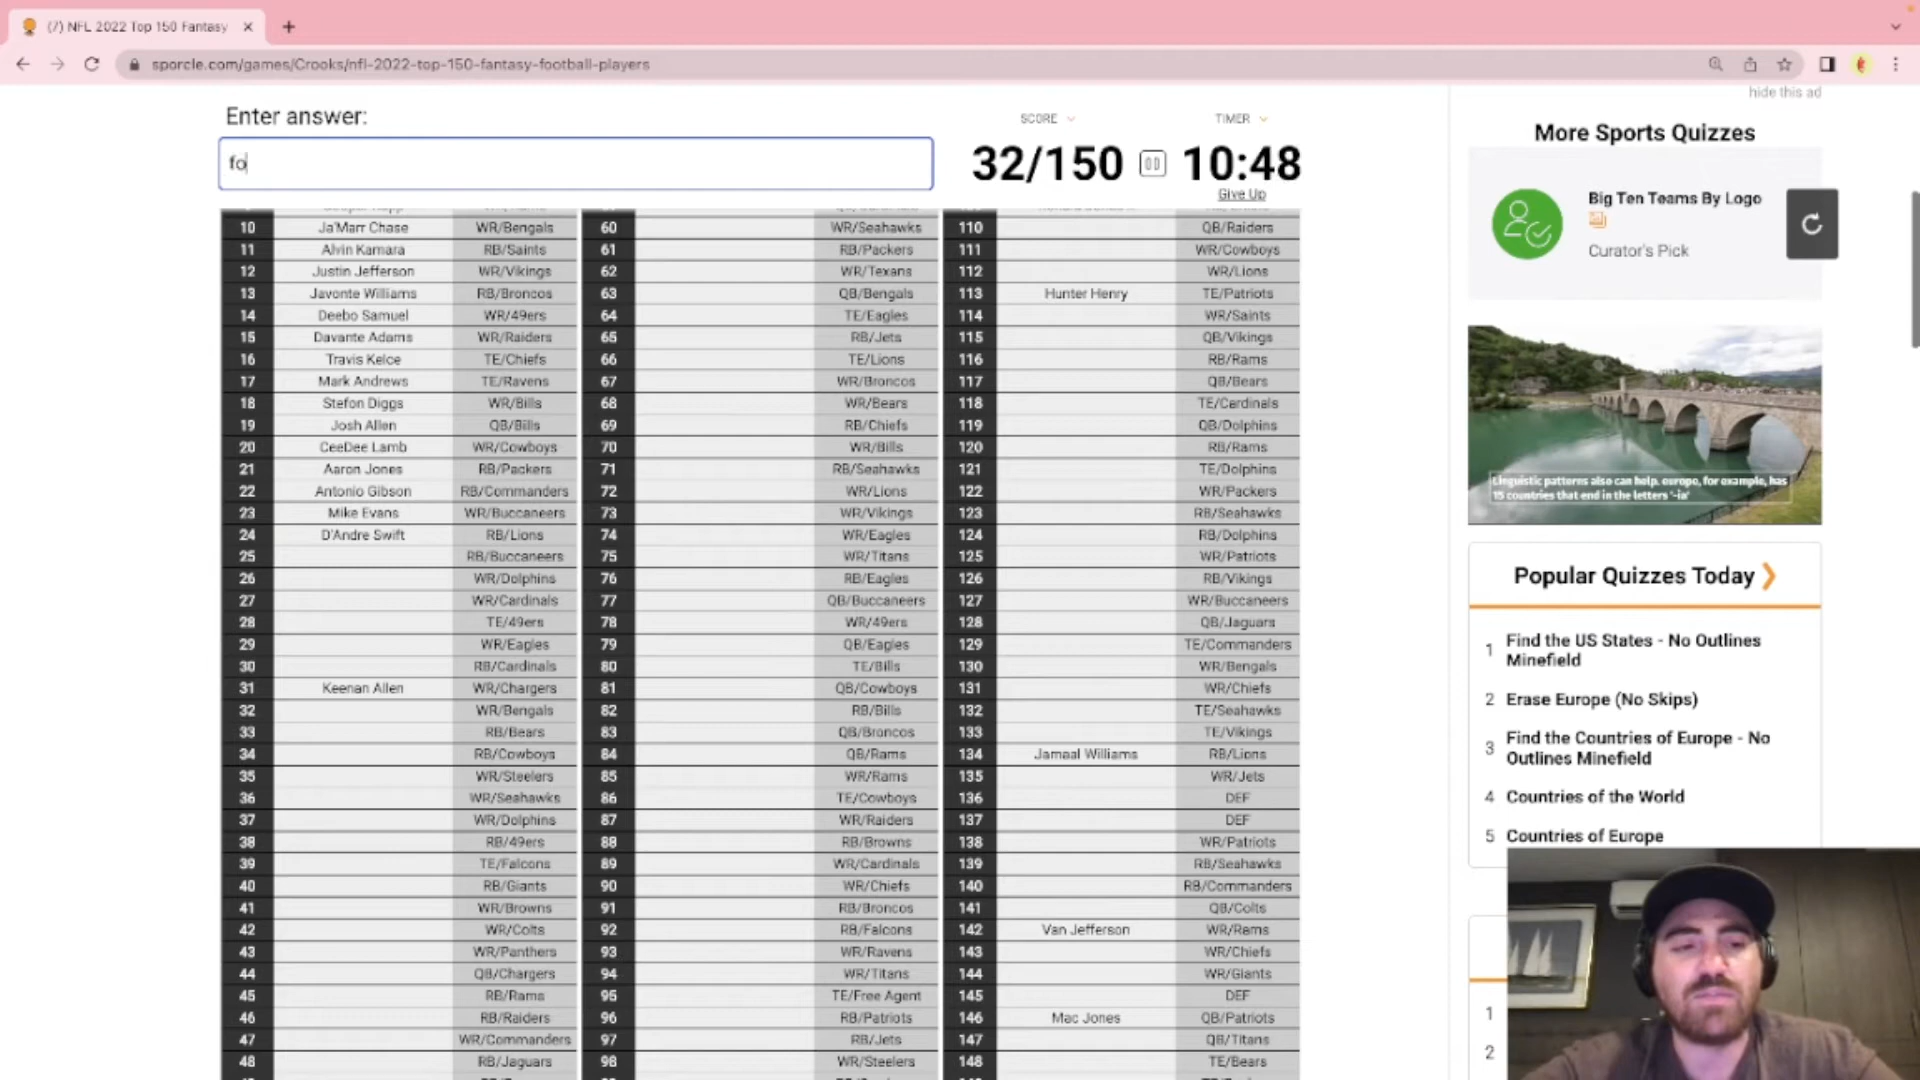 (7) NFL 2022 Top 150 Fantasy
sporcle.com/games/Crooks/nfl-2022-top-150-fantasy-football-players
hide this ad
Enter answer:
fo
SCORE
TIMER
32/150
10:48
Give Up
10 Ja'Marr Chase WR/Bengals
11 Alvin Kamara RB/Saints
12 Justin Jefferson WR/Vikings
13 Javonte Williams RB/Broncos
14 Deebo Samuel WR/49ers
15 Davante Adams WR/Raiders
16 Travis Kelce TE/Chiefs
17 Mark Andrews TE/Ravens
18 Stefon Diggs WR/Bills
19 Josh Allen QB/Bills
20 CeeDee Lamb WR/Cowboys
21 Aaron Jones RB/Packers
22 Antonio Gibson RB/Commanders
23 Mike Evans WR/Buccaneers
24 D'Andre Swift RB/Lions
25 RB/Buccaneers
26 WR/Dolphins
27 WR/Cardinals
28 TE/49ers
29 WR/Eagles
30 RB/Cardinals
31 Keenan Allen WR/Chargers
32 WR/Bengals
33 RB/Bears
34 RB/Cowboys
35 WR/Steelers
36 WR/Seahawks
37 WR/Dolphins
38 RB/49ers
39 TE/Falcons
40 RB/Giants
41 WR/Browns
42 WR/Colts
43 WR/Panthers
44 QB/Chargers
45 RB/Rams
46 RB/Raiders
47 WR/Commanders
48 RB/Jaguars
60 WR/Seahawks
61 RB/Packers
62 WR/Texans
63 QB/Bengals
64 TE/Eagles
65 RB/Jets
66 TE/Lions
67 WR/Broncos
68 WR/Bears
69 RB/Chiefs
70 WR/Bills
71 RB/Seahawks
72 WR/Lions
73 WR/Vikings
74 WR/Eagles
75 WR/Titans
76 RB/Eagles
77 QB/Buccaneers
78 WR/49ers
79 QB/Eagles
80 TE/Bills
81 QB/Cowboys
82 RB/Bills
83 QB/Broncos
84 QB/Rams
85 WR/Rams
86 TE/Cowboys
87 WR/Raiders
88 RB/Browns
89 WR/Cardinals
90 WR/Chiefs
91 RB/Broncos
92 RB/Falcons
93 WR/Ravens
94 WR/Titans
95 TE/Free Agent
96 RB/Patriots
97 RB/Jets
98 WR/Steelers
110 QB/Raiders
111 WR/Cowboys
112 WR/Lions
113 Hunter Henry TE/Patriots
114 WR/Saints
115 QB/Vikings
116 RB/Rams
117 QB/Bears
118 TE/Cardinals
119 QB/Dolphins
120 RB/Rams
121 TE/Dolphins
122 WR/Packers
123 RB/Seahawks
124 RB/Dolphins
125 WR/Patriots
126 RB/Vikings
127 WR/Buccaneers
128 QB/Jaguars
129 TE/Commanders
130 WR/Bengals
131 WR/Chiefs
132 TE/Seahawks
133 TE/Vikings
134 Jamaal Williams RB/Lions
135 WR/Jets
136 DEF
137 DEF
138 WR/Patriots
139 RB/Seahawks
140 RB/Commanders
141 QB/Colts
142 Van Jefferson WR/Rams
143 WR/Chiefs
144 WR/Giants
145 DEF
146 Mac Jones QB/Patriots
147 QB/Titans
148 TE/Bears
More Sports Quizzes
Big Ten Teams By Logo
Curator's Pick
Linguistic patterns also can help. europe, for example, has
15 countries that end in the letters '-ia'
Popular Quizzes Today
1 Find the US States - No Outlines
Minefield
2 Erase Europe (No Skips)
3 Find the Countries of Europe - No
Outlines Minefield
4 Countries of the World
5 Countries of Europe
1
2